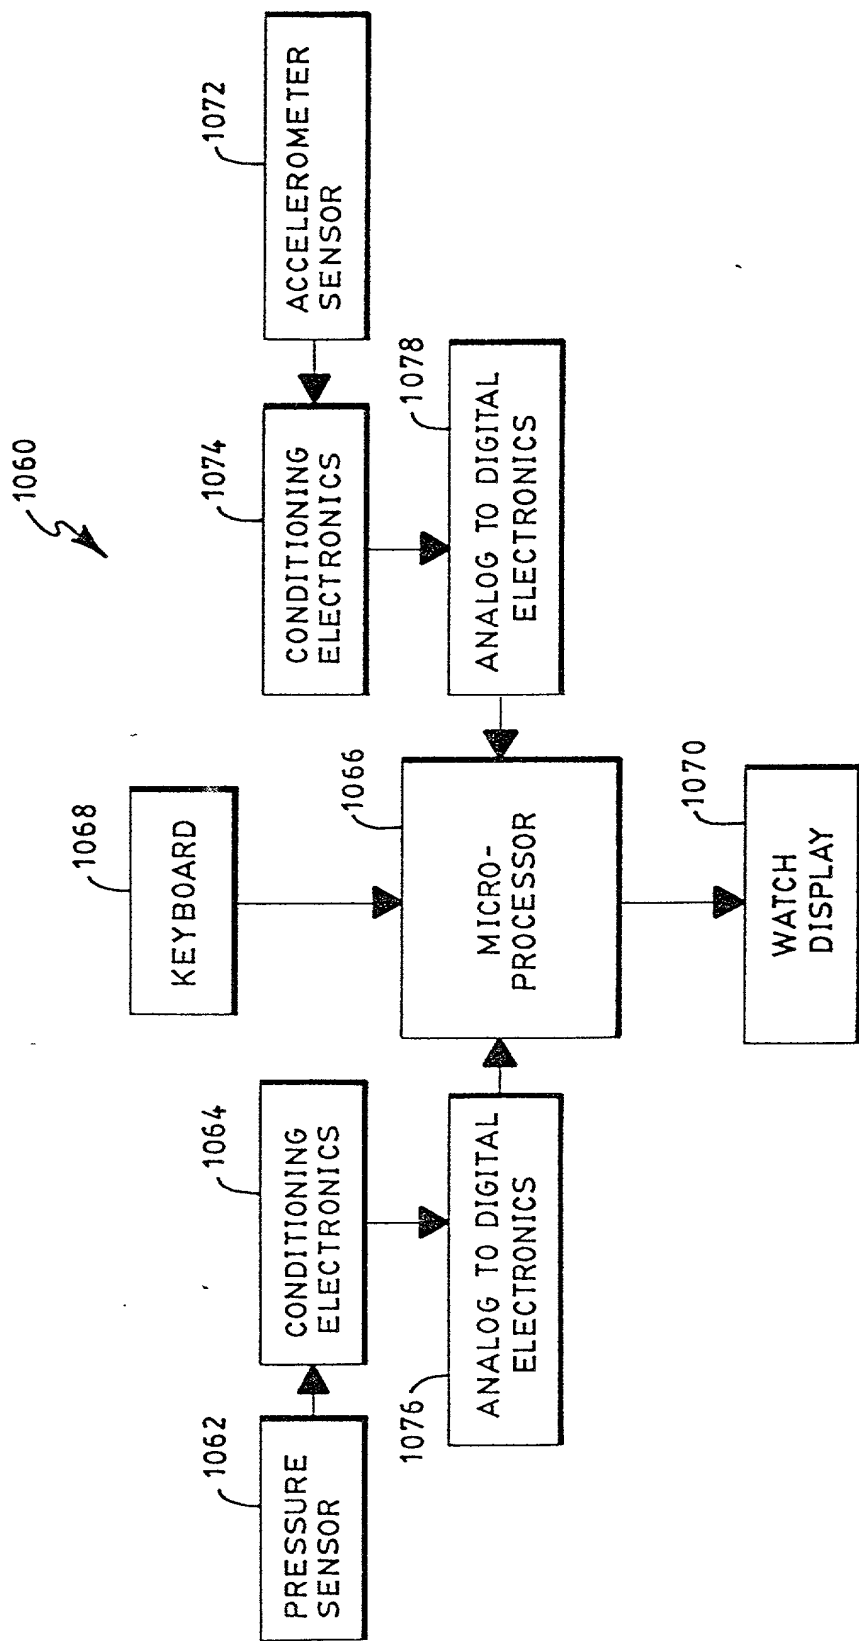 1060
1068
KEYBOARD
1062
PRESSURE
SENSOR
1064
CONDITIONING
ELECTRONICS
1074
CONDITIONING
ELECTRONICS
1072
ACCELEROMETER
SENSOR
1076
ANALOG TO DIGITAL
ELECTRONICS
1066
MICRO-
PROCESSOR
1078
ANALOG TO DIGITAL
ELECTRONICS
1070
WATCH
DISPLAY